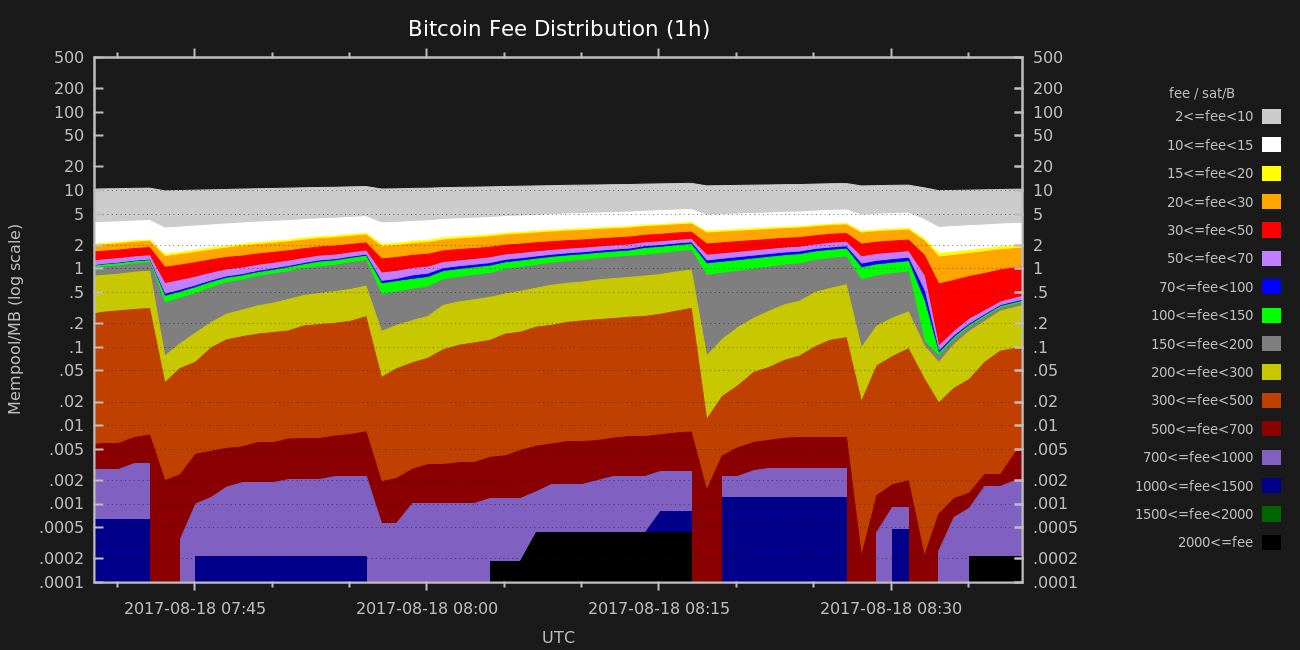 Bitcoin Fee Distribution (1h)
500
200
100
50
20
10
5
2
1
.5
.2
.1
.05
.02
.01
.005
.002
.001
.0005
.0002
.0001
Mempool/MB (log scale)
500
200
100
50
20
10
5
2
1
.5
.2
.1
.05
.02
.01
.005
.002
.001
.0005
.0002
.0001
2017-08-18 07:45
2017-08-18 08:00
2017-08-18 08:15
2017-08-18 08:30
UTC
fee / sat/B
2<=fee<10
10<=fee<15
15<=fee<20
20<=fee<30
30<=fee<50
50<=fee<70
70<=fee<100
100<=fee<150
150<=fee<200
200<=fee<300
300<=fee<500
500<=fee<700
700<=fee<1000
1000<=fee<1500
1500<=fee<2000
2000<=fee